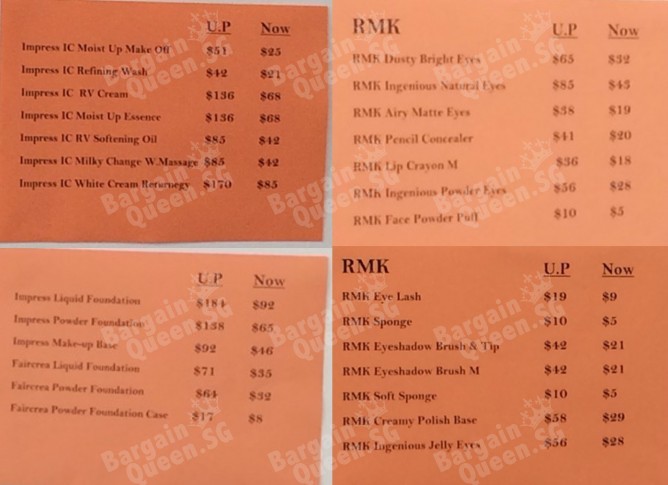 U.P Now
Impress IC Moist Up Make Off $51 $25
Impress IC Refining Wash $42 $21
Impress IC RV Cream $136 $68
Impress IC Moist Up Essence $136 $68
Impress IC RV Softening Oil $85 $42
Impress IC Milky Change W.Massage $85 $42
Impress IC White Cream $170 $85
RMK U.P Now
RMK Dusty Bright Eyes $65 $32
RMK Ingenious Natural Eyes $85 $43
RMK Airy Matte Eyes $38 $19
RMK Pencil Concealer $41 $20
RMK Lip Crayon M $36 $18
RMK Ingenious Powder Eyes $56 $28
RMK Face Powder Puff $10 $5
U.P Now
Impress Liquid Foundation $184 $92
Impress Powder Foundation $138 $65
Impress Make-up Base $92 $46
Faircrea Liquid Foundation $71 $35
Faircrea Powder Foundation $64 $32
Faircrea Powder Foundation Case $17 $8
RMK U.P Now
RMK Eye Lash $19 $9
RMK Sponge $10 $5
RMK Eyeshadow Brush & Tip $42 $21
RMK Eyeshadow Brush M $42 $21
RMK Soft Sponge $10 $5
RMK Creamy Polish Base $58 $29
RMK Ingenious Jelly Eyes $56 $28
Bargain
Queen.SG